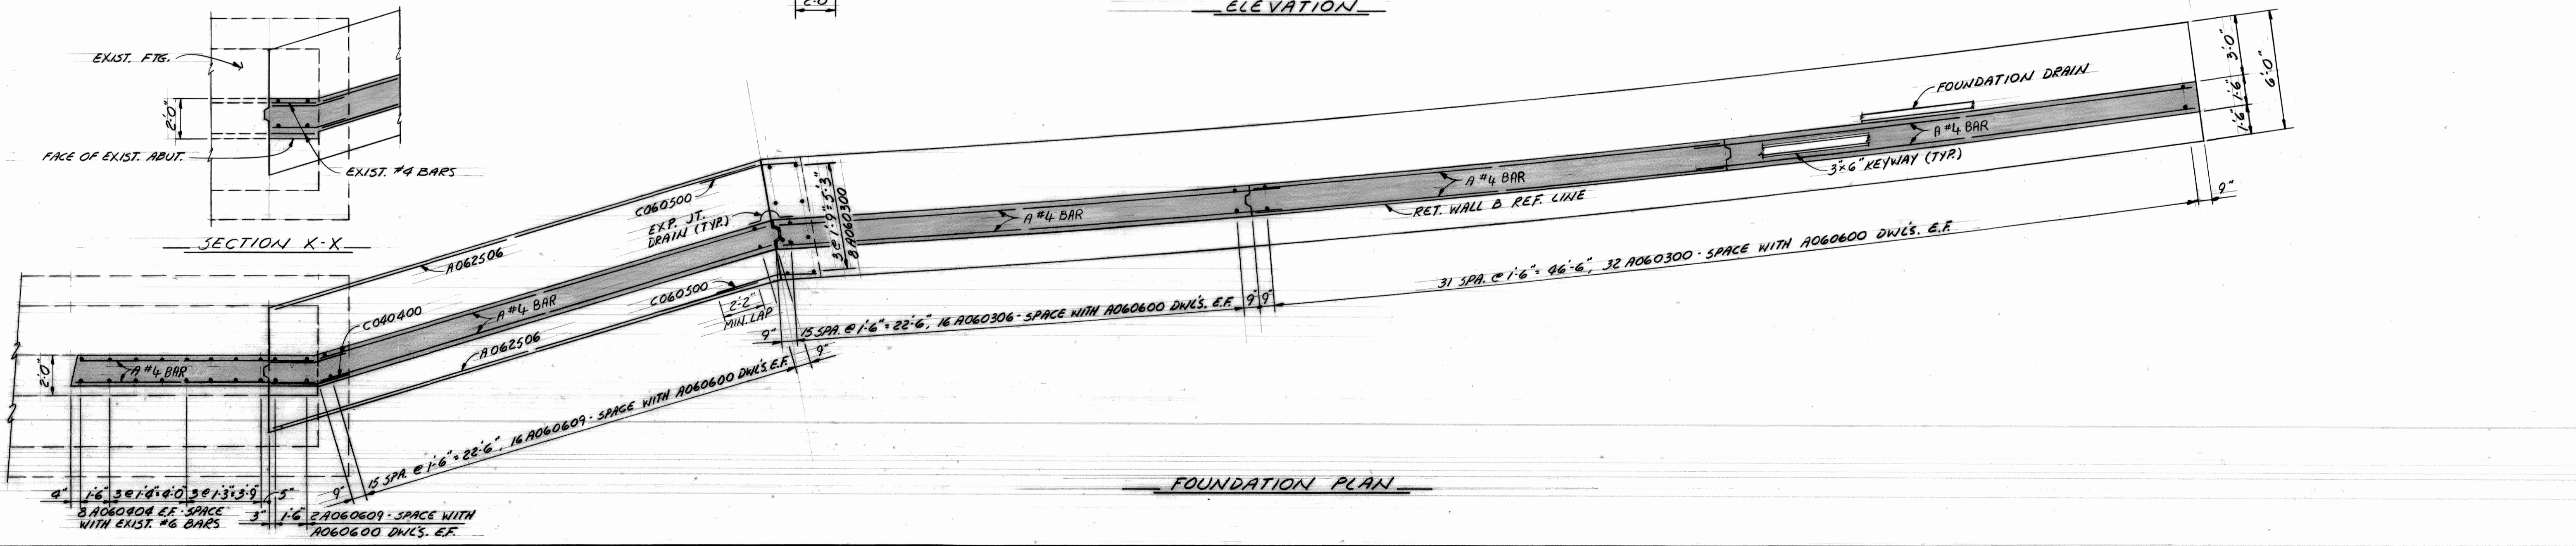 2'-0"
ELEVATION
EXIST. FTG.
2'-0"
FACE OF EXIST. ABUT.
EXIST. #4 BARS
SECTION X-X
C060500
EXP. JT.
DRAIN (TYP.)
3 @ 1'-9" = 5'-3"
8 A060300
A062506
C040400
A #4 BAR
C060500
2'-2"
MIN. LAP
A062506
A #4 BAR
2'-0"
A #4 BAR
A #4 BAR
RET. WALL B REF. LINE
FOUNDATION DRAIN
A #4 BAR
3"x6" KEYWAY (TYP.)
3'-0"
1'-6"
1'-6"
6'-0"
9"
31 SPA. @ 1'-6" = 46'-6", 32 A060300 - SPACE WITH A060600 DWL'S. E.F.
9" 9"
9"
15 SPA. @ 1'-6" = 22'-6", 16 A060306 - SPACE WITH A060600 DWL'S. E.F.
9"
15 SPA. @ 1'-6" = 22'-6", 16 A060609 - SPACE WITH A060600 DWL'S. E.F.
9"
4" 1'-6" 3 @ 1'-4" = 4'-0" 3 @ 1'-3" = 3'-9" 5"
8 A060404 E.F. - SPACE
WITH EXIST. #6 BARS
3" 1'-6" 2 A060609 - SPACE WITH
A060600 DWL'S. E.F.
FOUNDATION PLAN